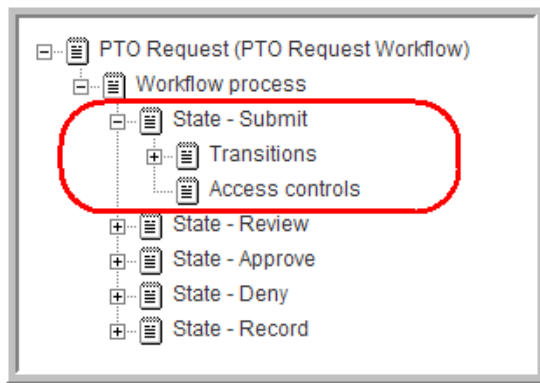 PTO Request (PTO Request Workflow)
Workflow process
State - Submit
Transitions
Access controls
State - Review
State - Approve
State - Deny
State - Record